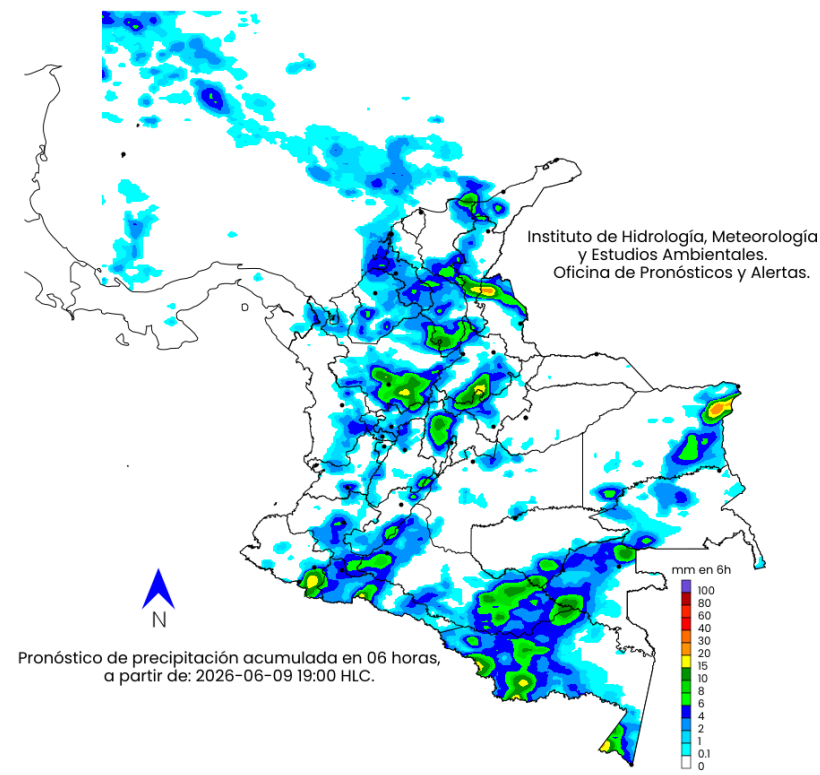 Instituto de Hidrología, Meteorología
y Estudios Ambientales.
Oficina de Pronósticos y Alertas.
mm en 6h
100
80
60
40
30
20
15
10
8
6
4
2
1
0.1
0
N
Pronóstico de precipitación acumulada en 06 horas,
a partir de: 2026-06-09 19:00 HLC.